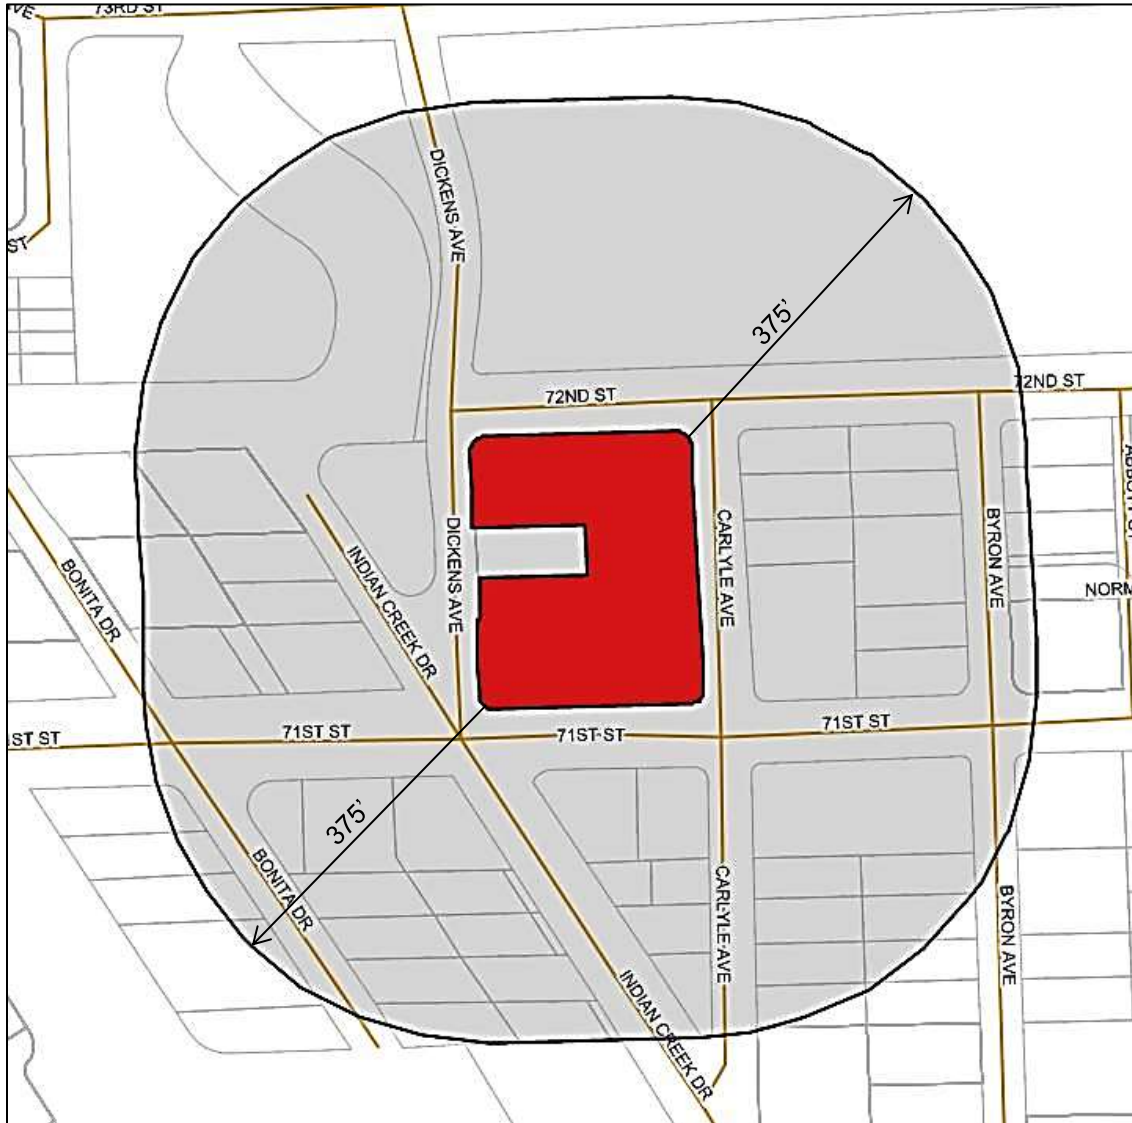 VE
73RD ST
DICKENS AVE
ST
375'
72ND ST
72ND ST
DICKENS AVE
CARLYLE AVE
BYRON AVE
INDIAN CREEK DR
BONITA DR
NORM
1ST ST
71ST ST
71ST ST
71ST ST
375'
BONITA DR
CARLYLE AVE
BYRON AVE
INDIAN CREEK DR